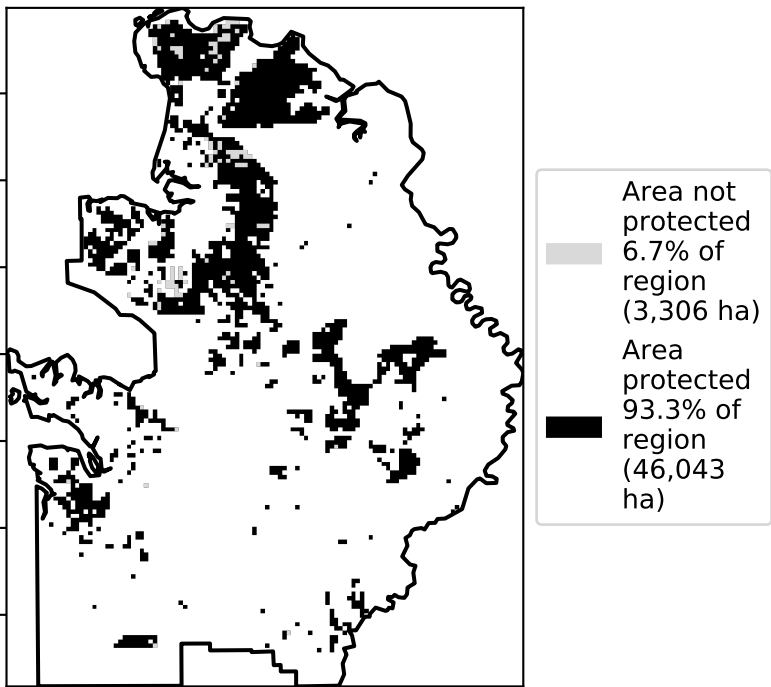 Area not
protected
6.7% of
region
(3,306 ha)
Area
protected
93.3% of
region
(46,043
ha)